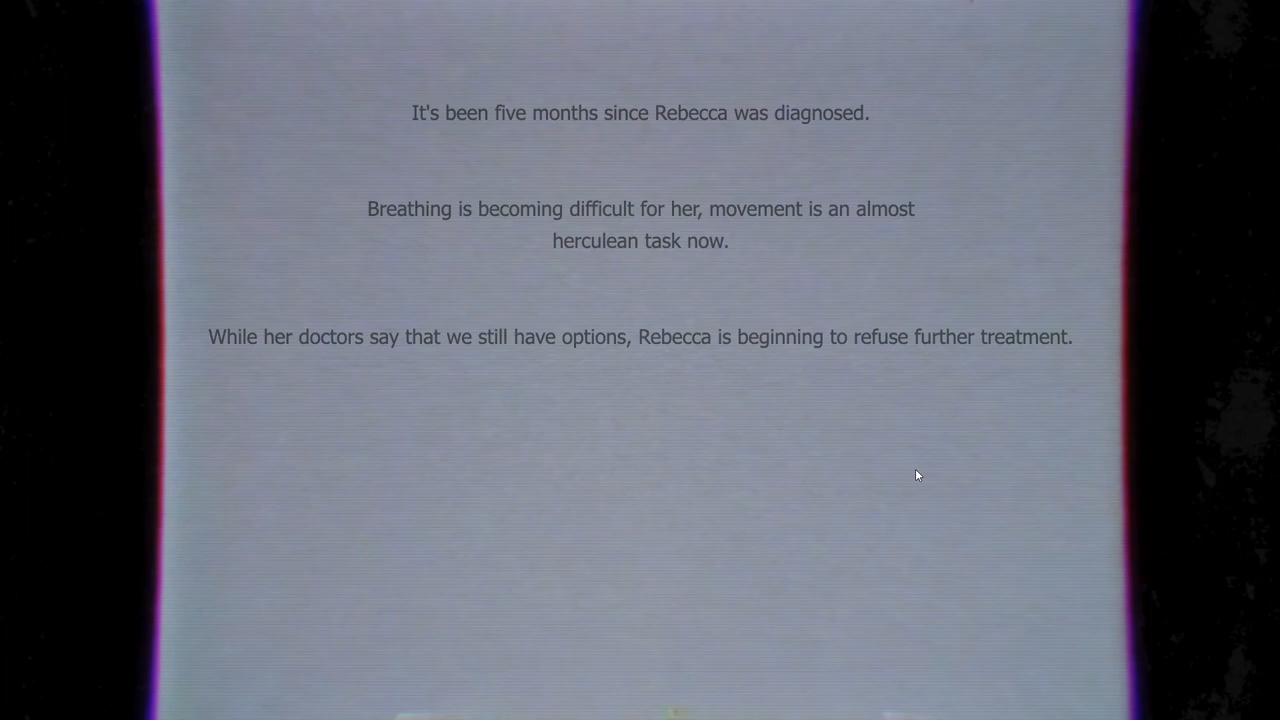 It's been five months since Rebecca was diagnosed.
Breathing is becoming difficult for her, movement is an almost
herculean task now.
While her doctors say that we still have options, Rebecca is beginning to refuse further treatment.